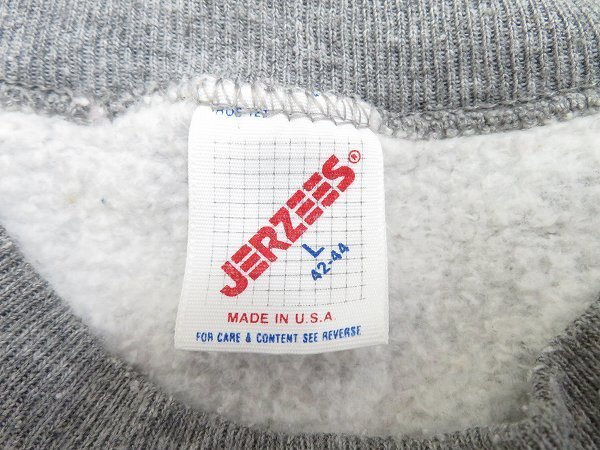 JERZEES®
L
42-44
MADE IN U.S.A
FOR CARE & CONTENT SEE REVERSE